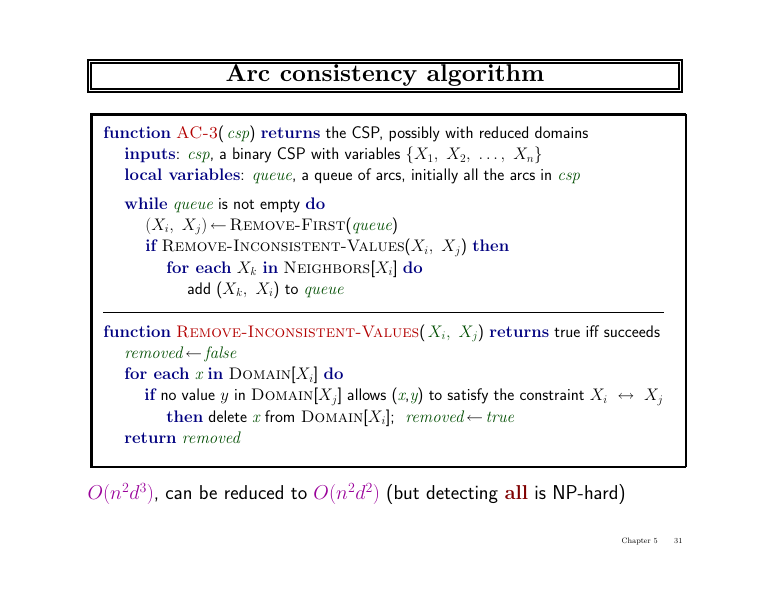 Arc consistency algorithm
function AC-3( csp) returns the CSP, possibly with reduced domains
inputs: csp, a binary CSP with variables {X₁, X₂, …, Xₙ}
local variables: queue, a queue of arcs, initially all the arcs in csp
while queue is not empty do
(Xᵢ, Xⱼ) ← Remove-First(queue)
if Remove-Inconsistent-Values(Xᵢ, Xⱼ) then
for each Xₖ in Neighbors[Xᵢ] do
add (Xₖ, Xᵢ) to queue
function Remove-Inconsistent-Values( Xᵢ, Xⱼ) returns true iff succeeds
removed ← false
for each x in Domain[Xᵢ] do
if no value y in Domain[Xⱼ] allows (x,y) to satisfy the constraint Xᵢ ↔ Xⱼ
then delete x from Domain[Xᵢ]; removed ← true
return removed
O(n²d³), can be reduced to O(n²d²) (but detecting all is NP-hard)
Chapter 5 31